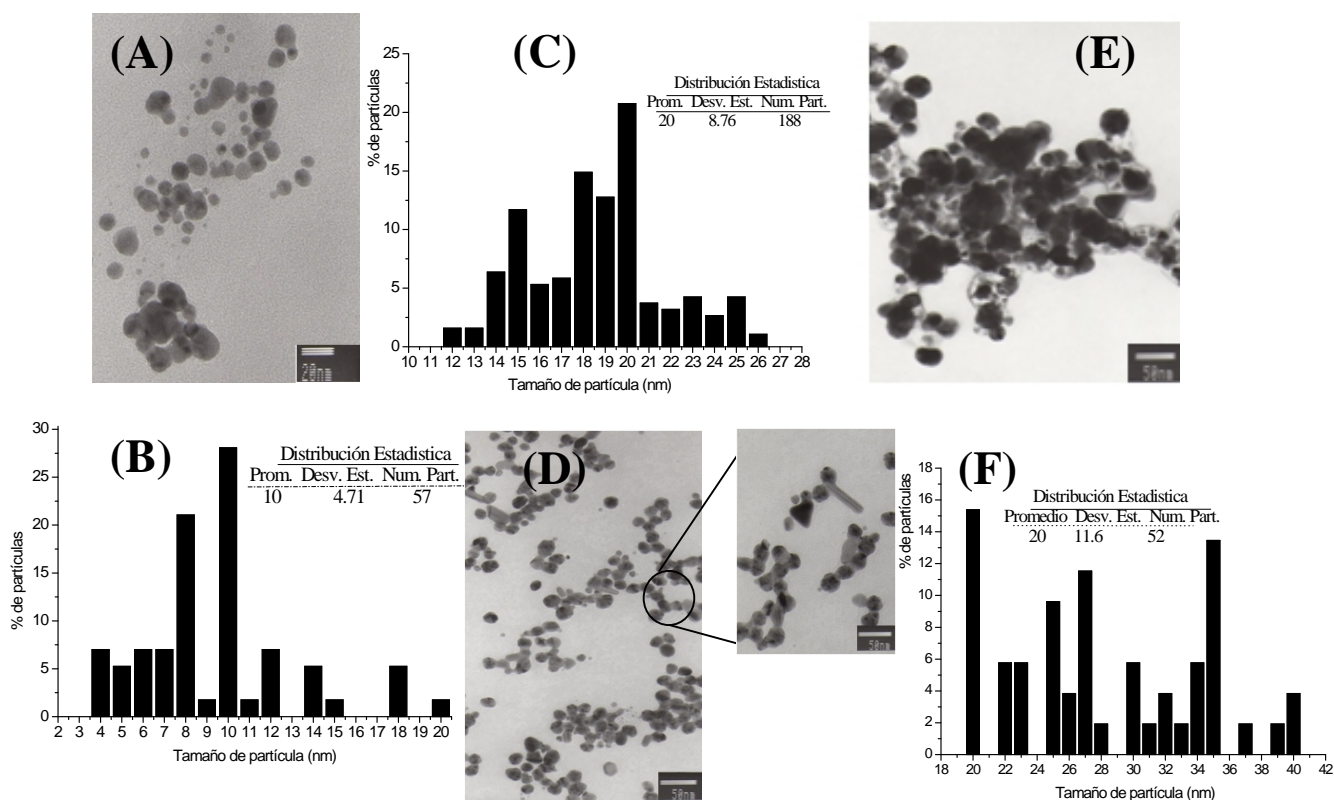 (A)
20nm
(C)
25
20
15
10
5
0
% de partículas
Distribución Estadistica
Prom. Desv. Est. Num. Part.
20 8.76 188
10 11 12 13 14 15 16 17 18 19 20 21 22 23 24 25 26 27 28
Tamaño de partícula (nm)
(E)
50nm
(B)
30
25
20
15
10
5
0
% de partículas
Distribución Estadistica
Prom. Desv. Est. Num. Part.
10 4.71 57
2 3 4 5 6 7 8 9 10 11 12 13 14 15 16 17 18 19 20
Tamaño de partícula (nm)
(D)
50nm
50nm
(F)
18
16
14
12
10
8
6
4
2
0
% de partículas
Distribución Estadistica
Promedio Desv. Est. Num. Part.
20 11.6 52
18 20 22 24 26 28 30 32 34 36 38 40 42
Tamaño de partícula (nm)